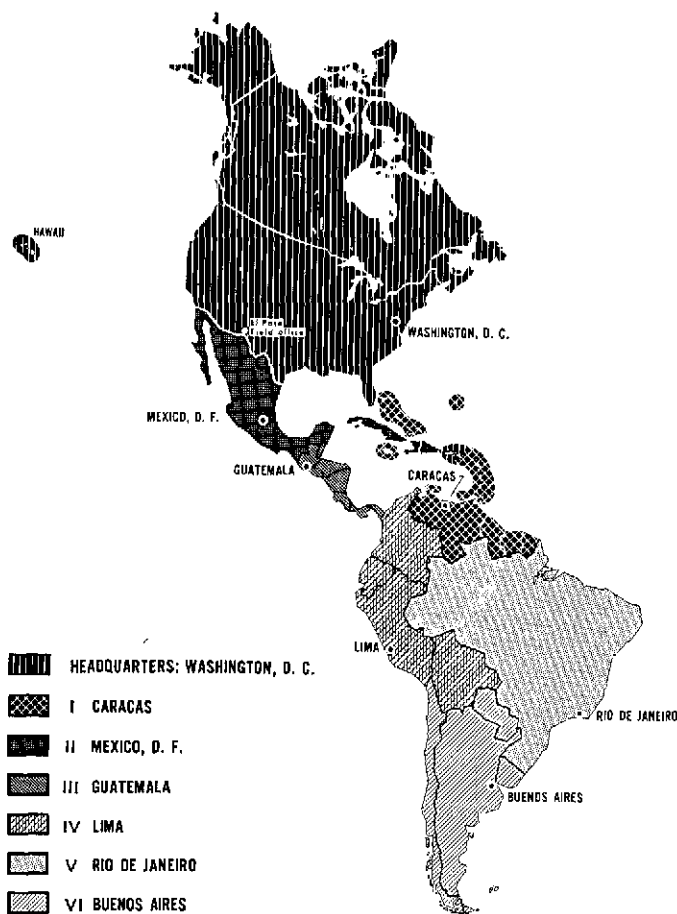 HAWAII
El Paso
Field office
WASHINGTON, D. C.
MEXICO, D. F.
GUATEMALA
CARACAS
LIMA
RIO DE JANEIRO
BUENOS AIRES
HEADQUARTERS: WASHINGTON, D. C.
I CARACAS
II MEXICO, D. F.
III GUATEMALA
IV LIMA
V RIO DE JANEIRO
VI BUENOS AIRES